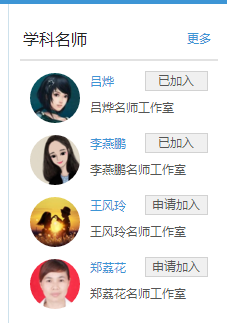 学科名师 更多
吕烨 已加入
吕烨名师工作室
李燕鹏 已加入
李燕鹏名师工作室
王风玲 申请加入
王风玲名师工作室
郑荔花 申请加入
郑荔花名师工作室